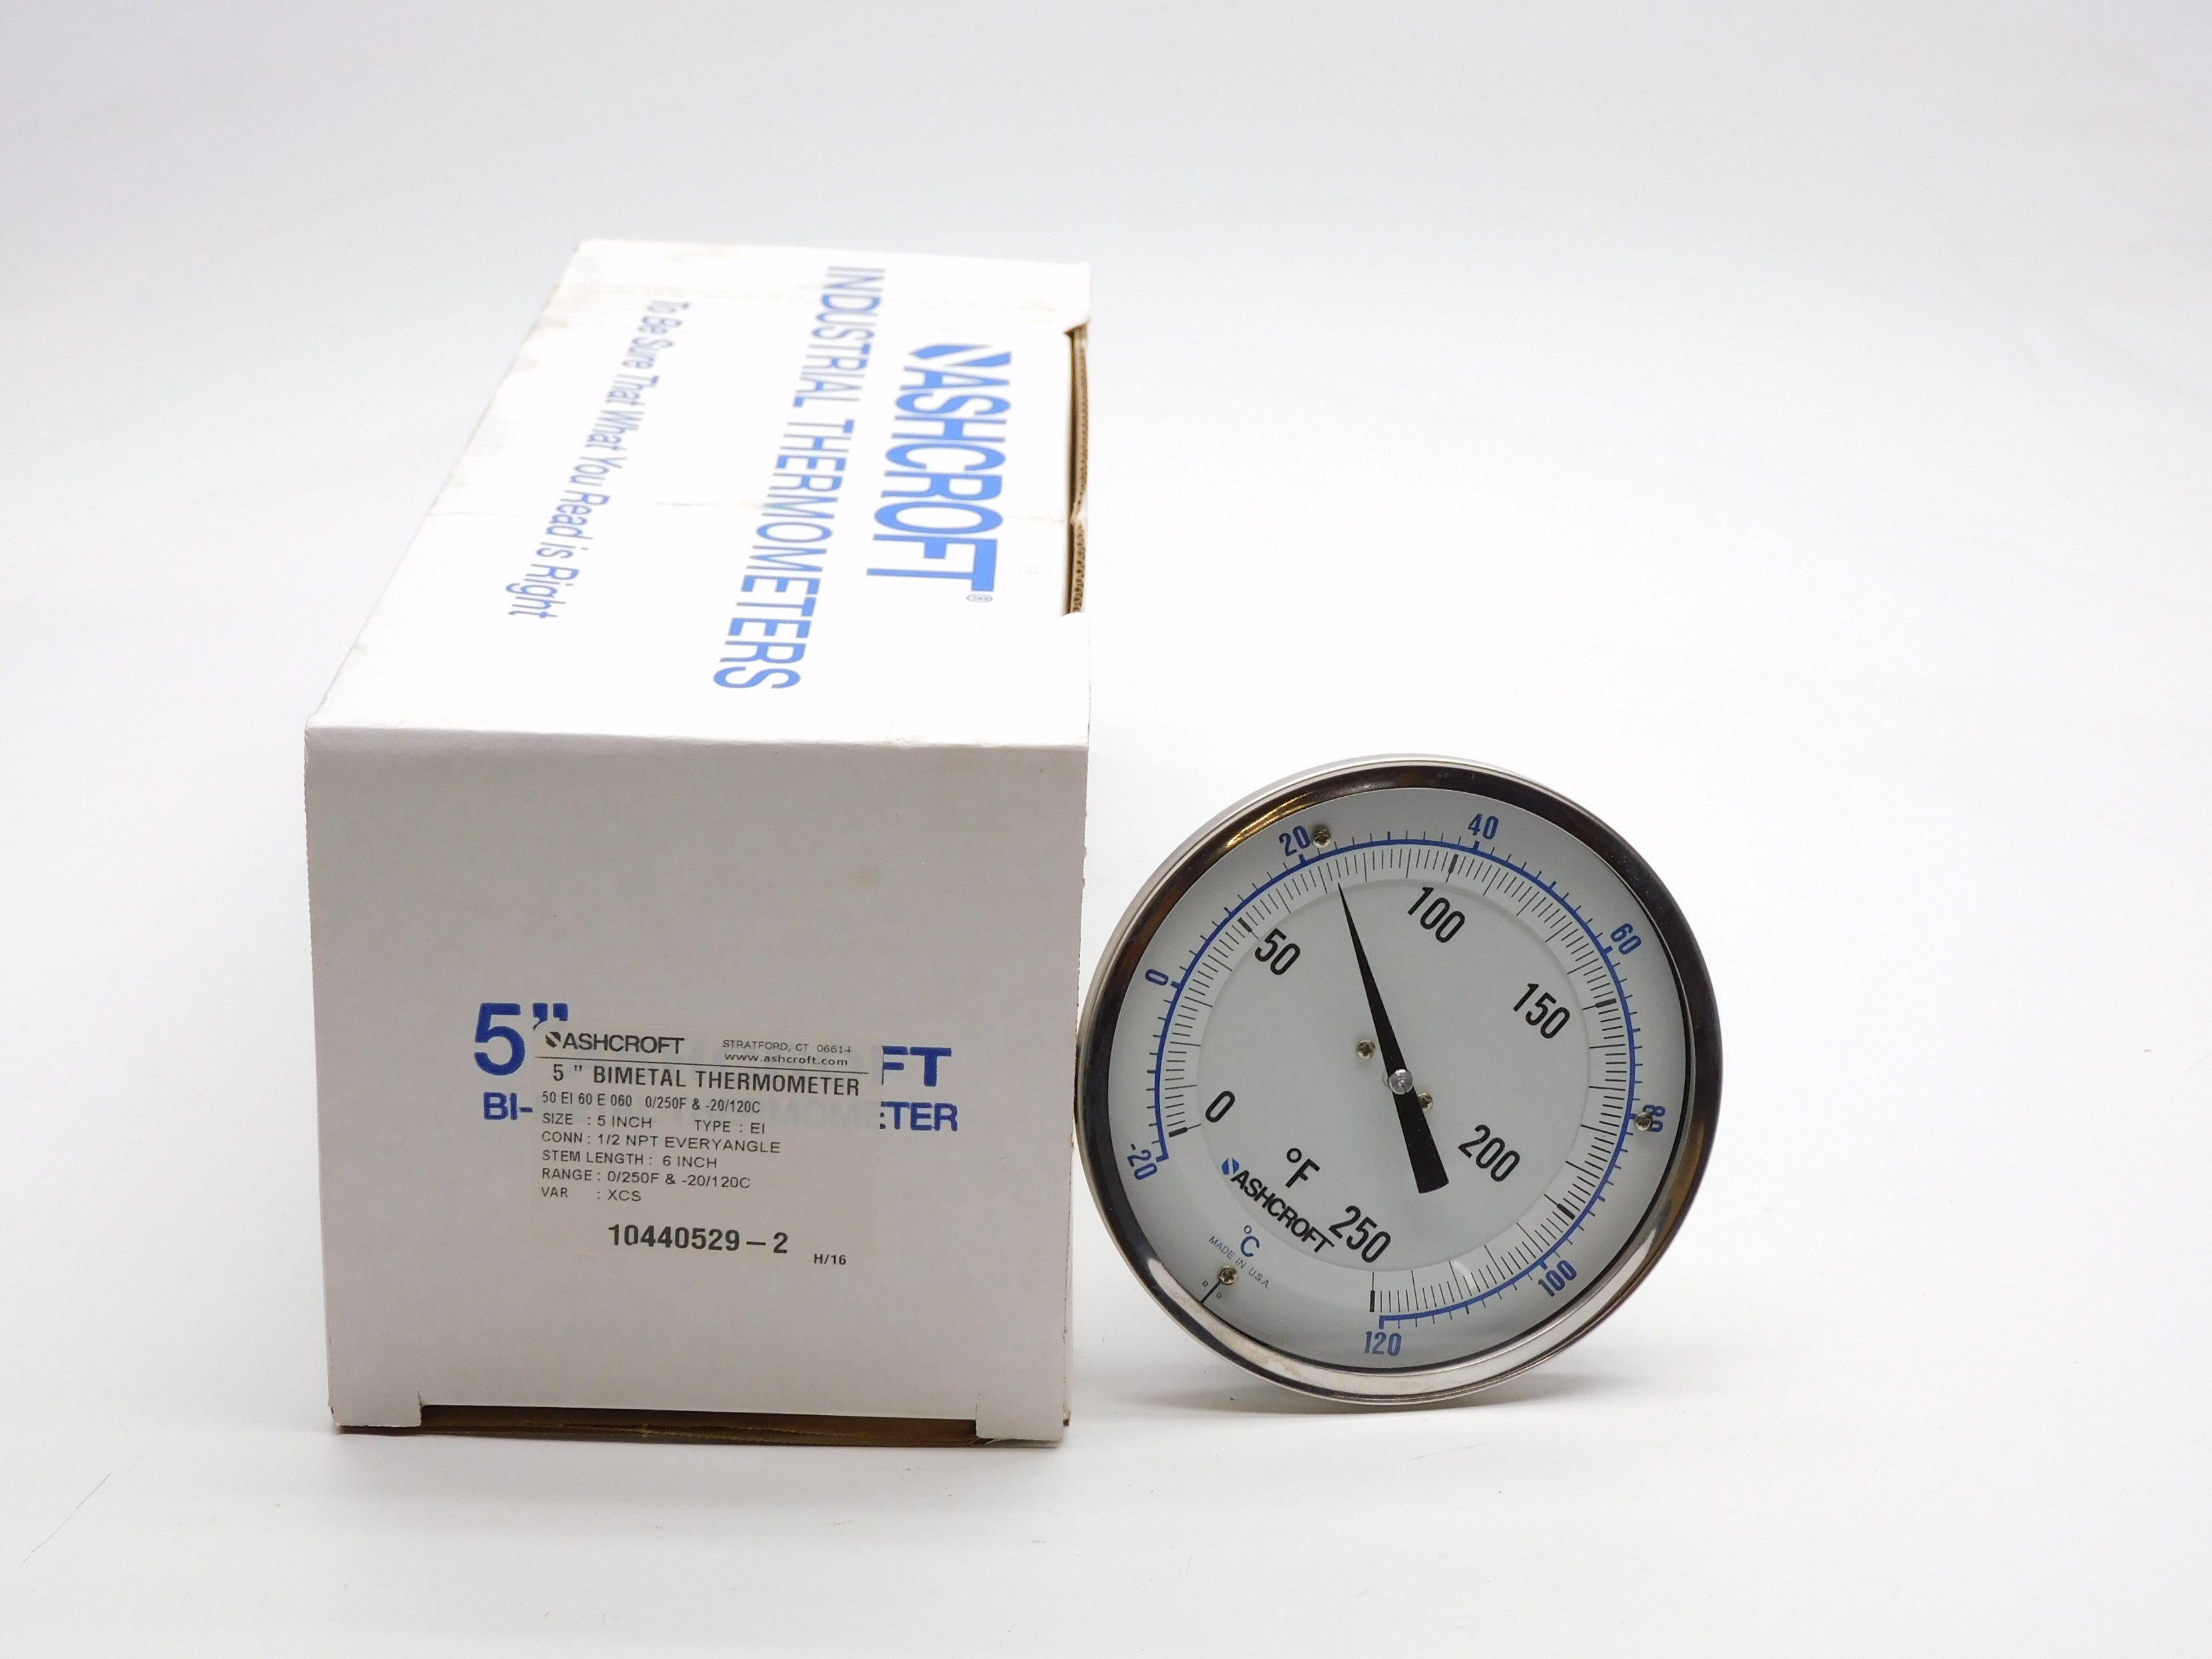 ASHCROFT®
INDUSTRIAL THERMOMETERS
To Be Sure That What You Read is Right
5"
FT
BI-
ETER
ASHCROFT STRATFORD, CT 06614
www.ashcroft.com
5 " BIMETAL THERMOMETER
50 EI 60 E 060 0/250F & -20/120C
SIZE : 5 INCH TYPE : EI
CONN : 1/2 NPT EVERYANGLE
STEM LENGTH : 6 INCH
RANGE : 0/250F & -20/120C
VAR : XCS
10440529-2
H/16
-20 0 20 40 60 80 100 120
0 50 100 150 200 250
°F
ASHCROFT
°C
MADE IN U.S.A.